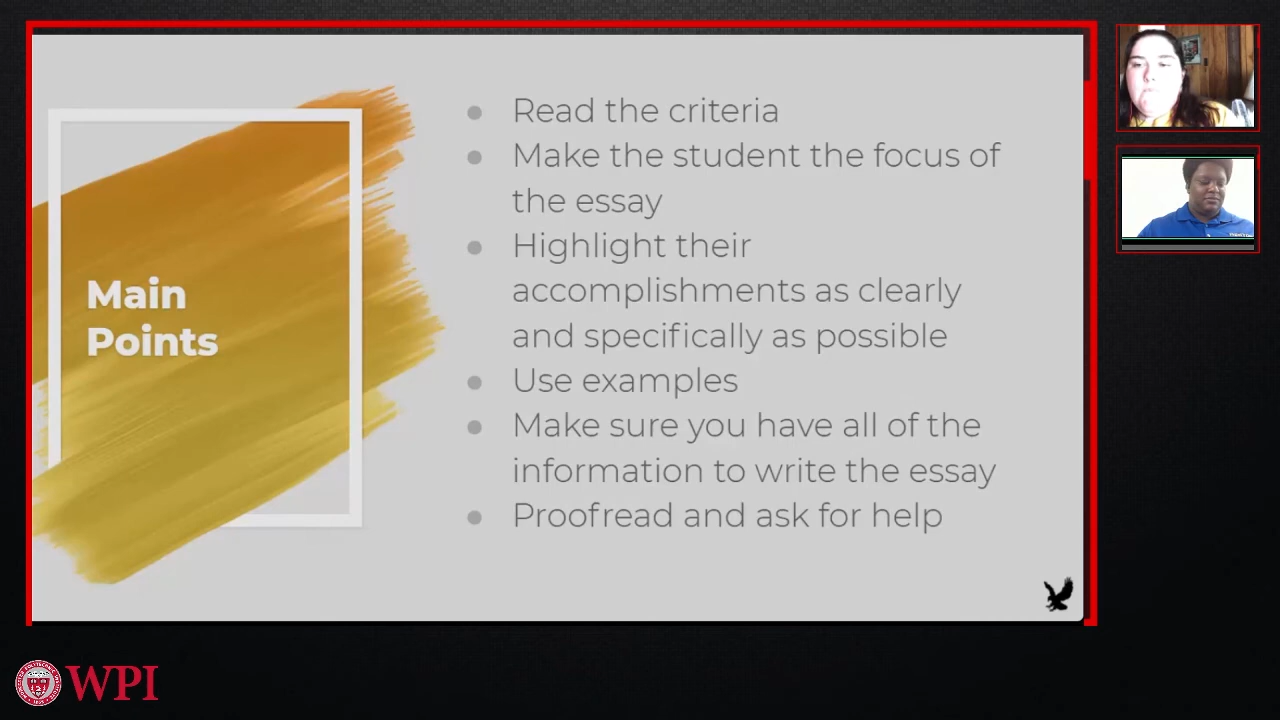 Main
Points
Read the criteria
Make the student the focus of
the essay
Highlight their
accomplishments as clearly
and specifically as possible
Use examples
Make sure you have all of the
information to write the essay
Proofread and ask for help
WPI